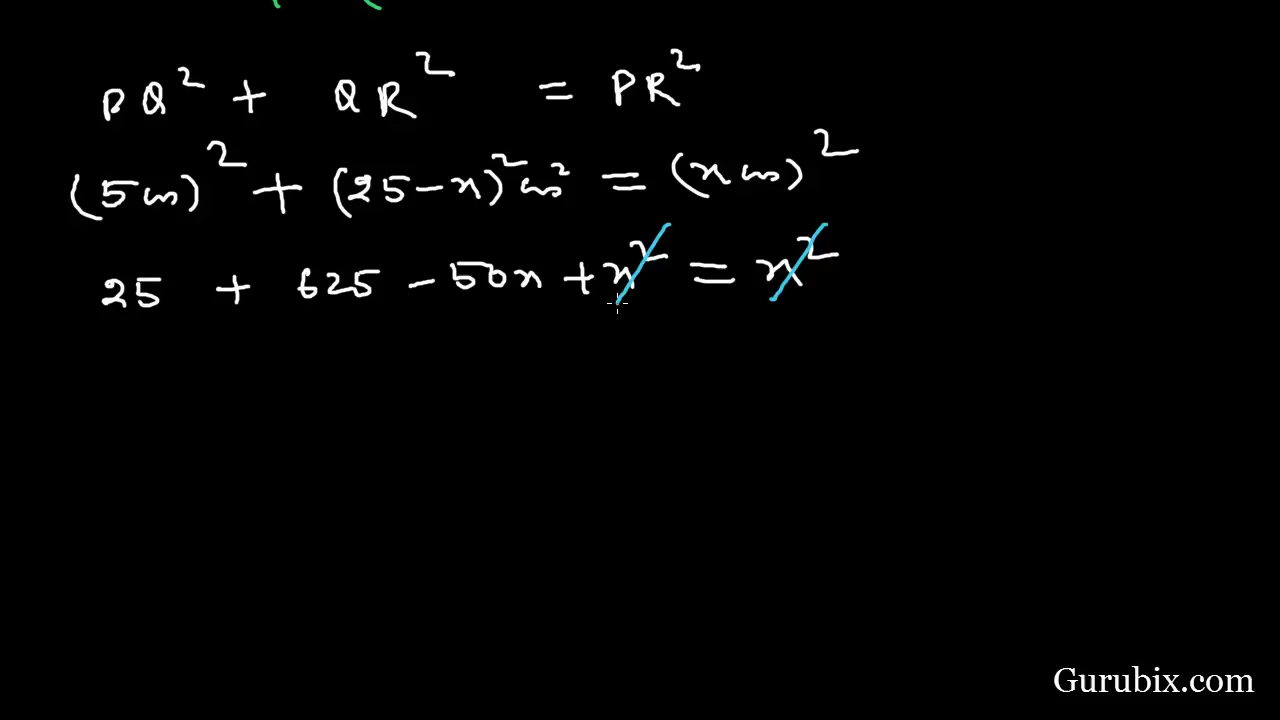 PQ² + QR² = PR²
(5cm)² + (25-x)²cm² = (xcm)²
25 + 625 - 50x + x² = x²
Gurubix.com